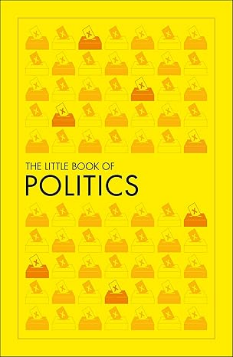 THE LITTLE BOOK OF
POLITICS